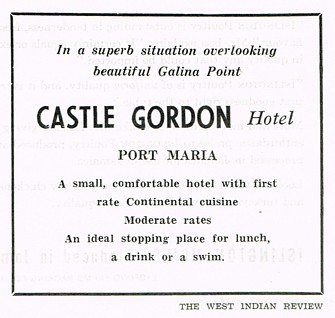 In a superb situation overlooking
beautiful Galina Point
CASTLE GORDON Hotel
PORT MARIA
A small, comfortable hotel with first
rate Continental cuisine
Moderate rates
An ideal stopping place for lunch,
a drink or a swim.
THE WEST INDIAN REVIEW